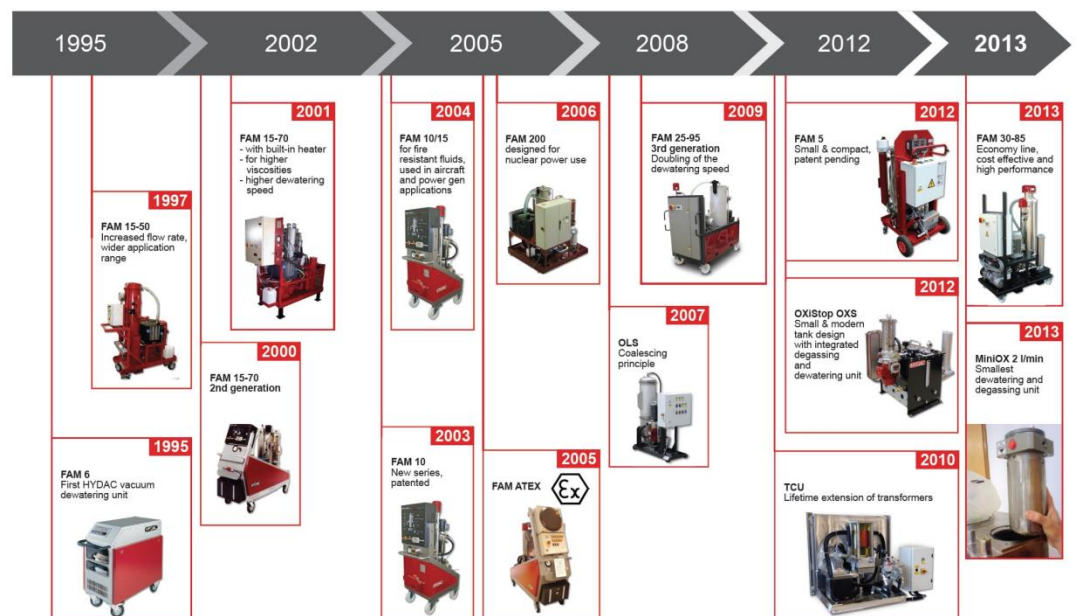 1995
2002
2005
2008
2012
2013
1997
FAM 15-50
Increased flow rate,
wider application
range
1995
FAM 6
First HYDAC vacuum
dewatering unit
2001
FAM 15-70
- with built-in heater
- for higher
viscosities
- higher dewatering
speed
2000
FAM 15-70
2nd generation
2004
FAM 10/15
for fire
resistant fluids,
used in aircraft
and power gen
applications
2003
FAM 10
New series,
patented
2006
FAM 200
designed for
nuclear power use
2005
FAM ATEX
Ex
2009
FAM 25-95
3rd generation
Doubling of the
dewatering speed
2007
OLS
Coalescing
principle
2012
FAM 5
Small & compact,
patent pending
2012
OXiStop OXS
Small & modern
tank design
with integrated
degassing
and
dewatering unit
2010
TCU
Lifetime extension of transformers
2013
FAM 30-85
Economy line,
cost effective and
high performance
2013
MiniOX 2 l/min
Smallest
dewatering and
degassing unit